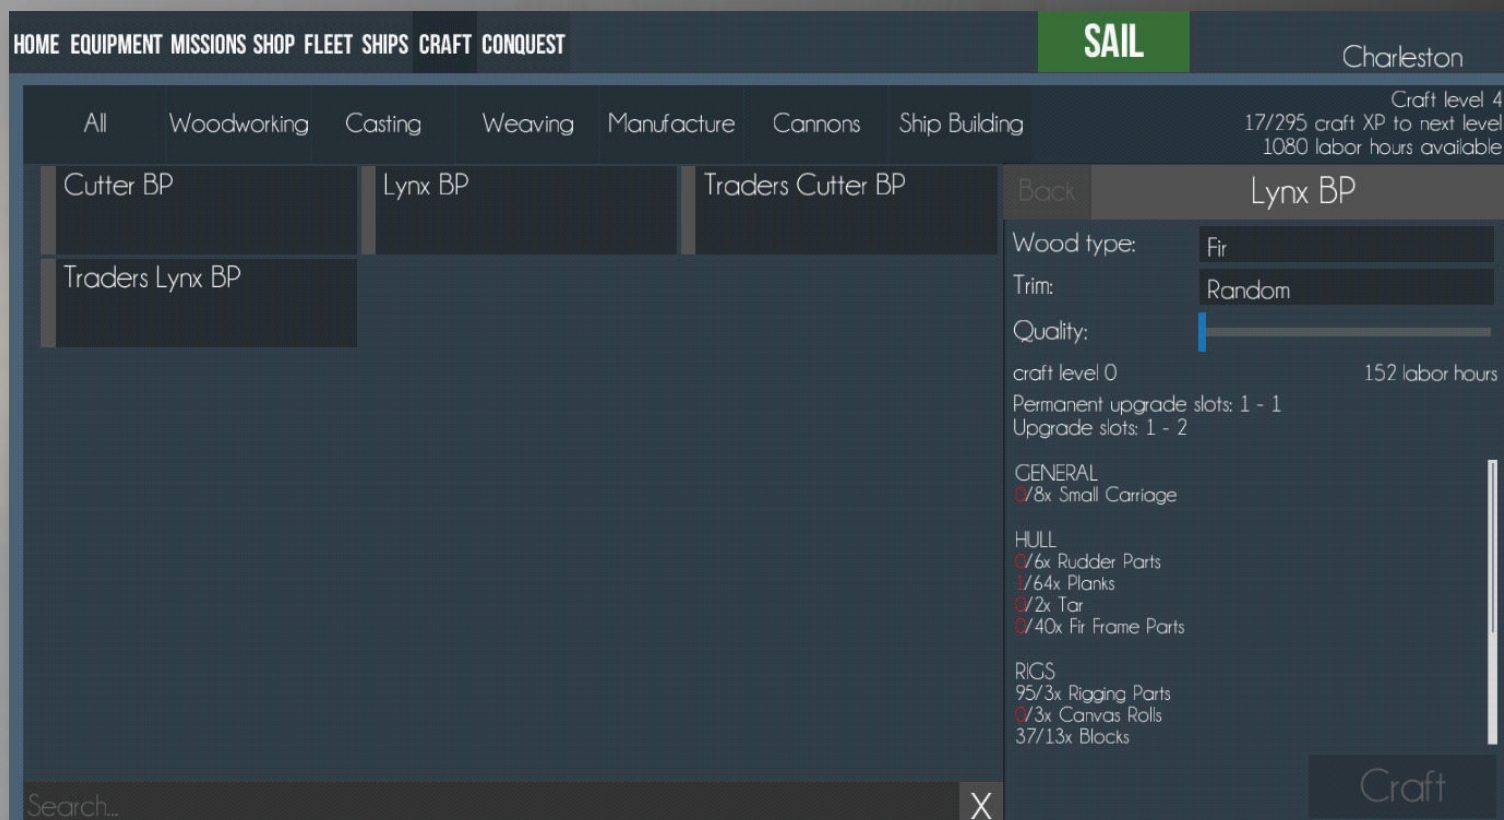 HOME EQUIPMENT MISSIONS SHOP FLEET SHIPS CRAFT CONQUEST
SAIL
Charleston
All Woodworking Casting Weaving Manufacture Cannons Ship Building
Craft level 4
17/295 craft XP to next level
1080 labor hours available
Cutter BP
Lynx BP
Traders Cutter BP
Traders Lynx BP
Back
Lynx BP
Wood type: Fir
Trim: Random
Quality:
craft level 0 152 labor hours
Permanent upgrade slots: 1 - 1
Upgrade slots: 1 - 2
GENERAL
0/8x Small Carriage
HULL
0/6x Rudder Parts
1/64x Planks
0/2x Tar
0/40x Fir Frame Parts
RIGS
95/3x Rigging Parts
0/3x Canvas Rolls
37/13x Blocks
Craft
Search...
X